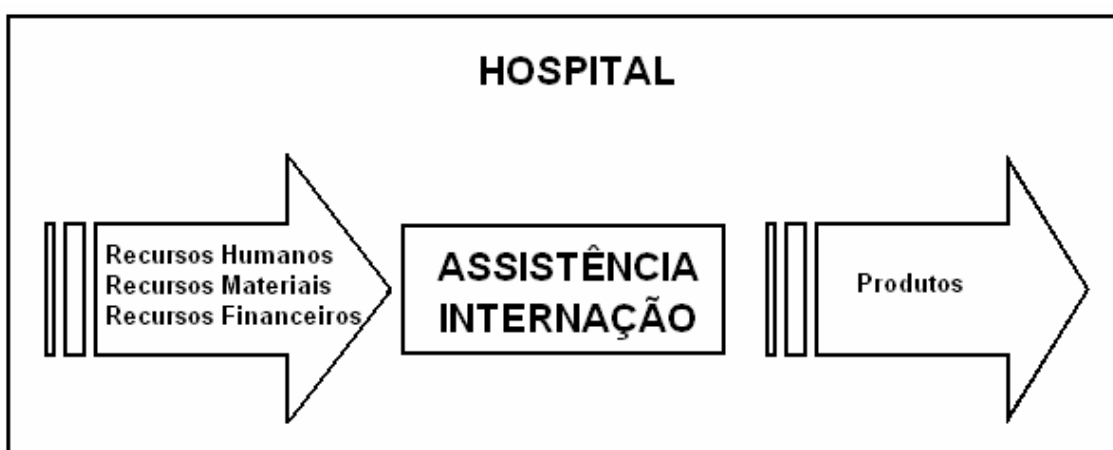 HOSPITAL
Recursos Humanos
Recursos Materiais
Recursos Financeiros
ASSISTÊNCIA
INTERNAÇÃO
Produtos